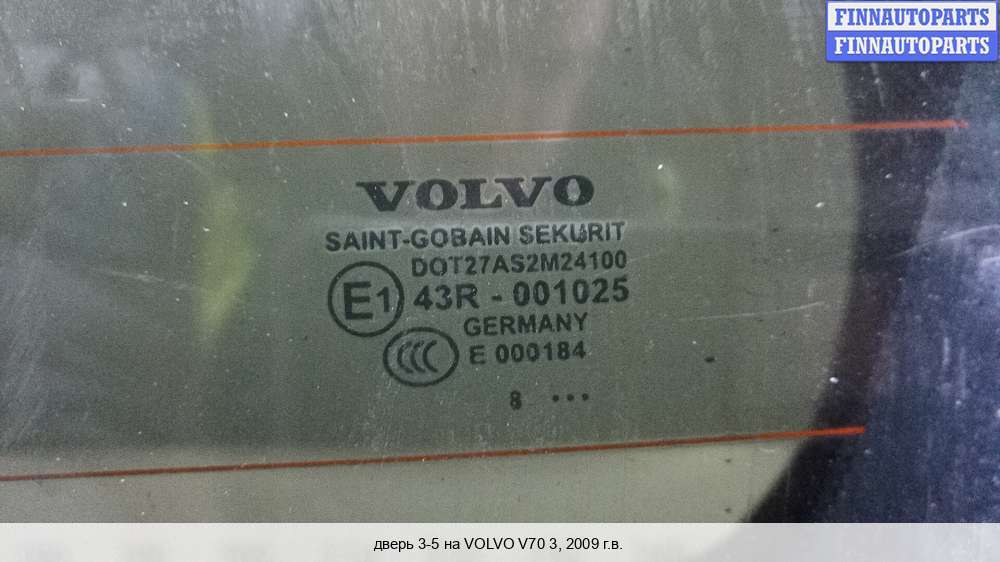 FINNAUTOPARTS
FINNAUTOPARTS
VOLVO
SAINT-GOBAIN SEKURIT
DOT27AS2M24100
E1 43R - 001025
GERMANY
CCC E 000184
8 ...
дверь 3-5 на VOLVO V70 3, 2009 г.в.